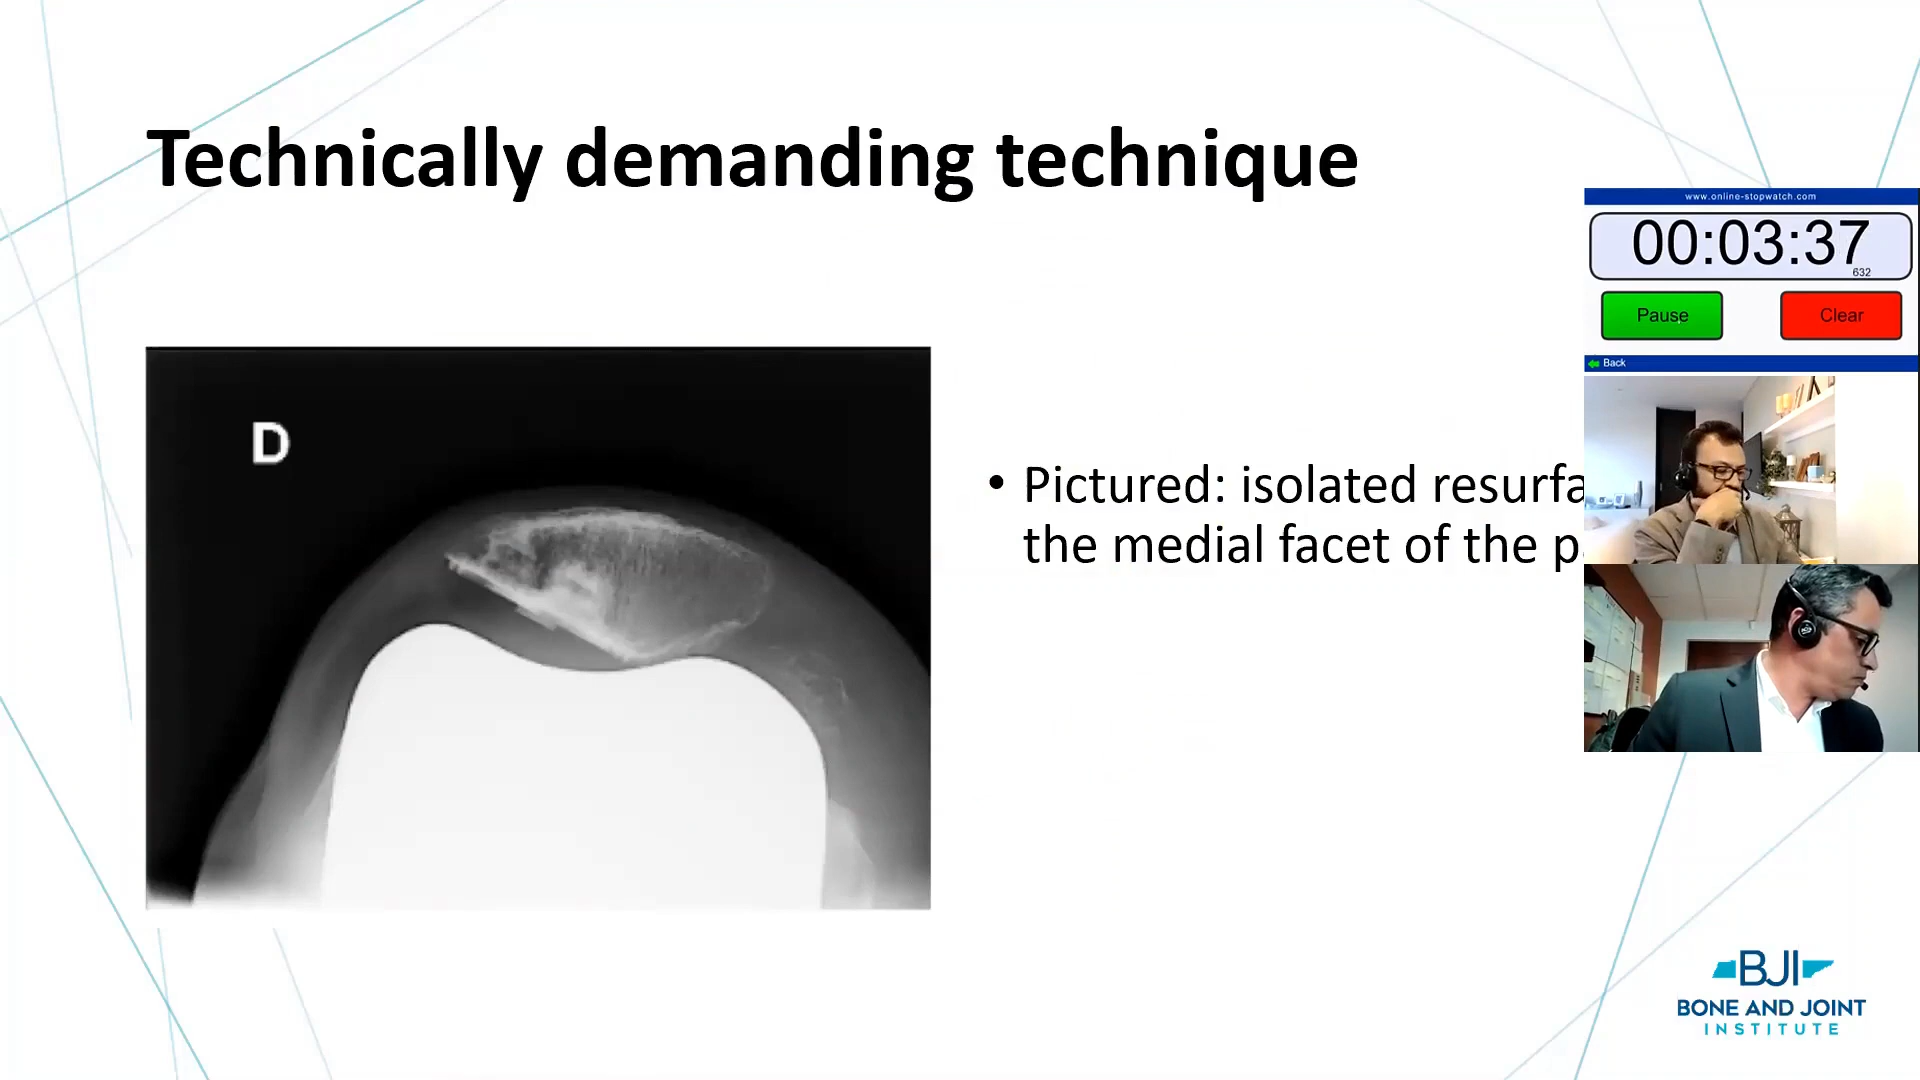 Technically demanding technique
www.online-stopwatch.com
00:03:37
632
Pause
Clear
Back
D
• Pictured: isolated
the medial facet of the
BJI
BONE AND JOINT
INSTITUTE